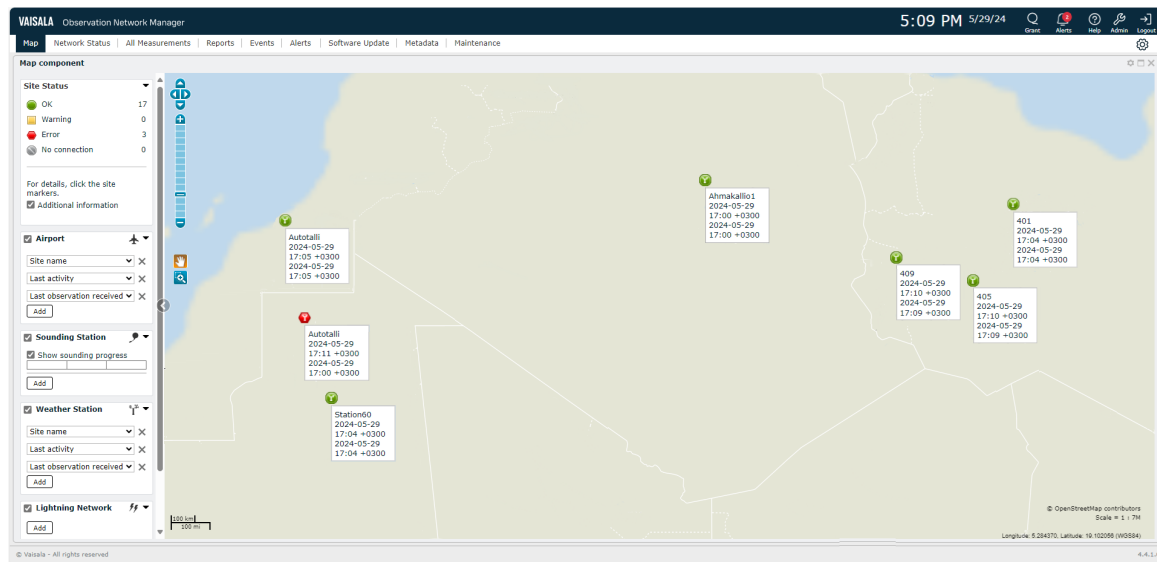 VAISALA Observation Network Manager
5:09 PM 5/29/24
Grant
2
Alerts
Help
Admin
Logout
Map
Network Status
All Measurements
Reports
Events
Alerts
Software Update
Metadata
Maintenance
Map component
Site Status
OK 17
Warning 0
Error 3
No connection 0
For details, click the site
markers.
Additional information
Airport
Site name
Last activity
Last observation received
Add
Sounding Station
Show sounding progress
Add
Weather Station
Site name
Last activity
Last observation received
Add
Lightning Network
Add
Autotalli
2024-05-29
17:05 +0300
2024-05-29
17:05 +0300
Autotalli
2024-05-29
17:11 +0300
2024-05-29
17:00 +0300
Station60
2024-05-29
17:04 +0300
2024-05-29
17:04 +0300
Ahmakallio1
2024-05-29
17:00 +0300
2024-05-29
17:00 +0300
409
2024-05-29
17:10 +0300
2024-05-29
17:09 +0300
405
2024-05-29
17:10 +0300
2024-05-29
17:09 +0300
401
2024-05-29
17:04 +0300
2024-05-29
17:04 +0300
100 km
100 mi
© OpenStreetMap contributors
Scale = 1 : 7M
Longitude: 5.284370, Latitude: 19.102056 (WGS84)
© Vaisala - All rights reserved